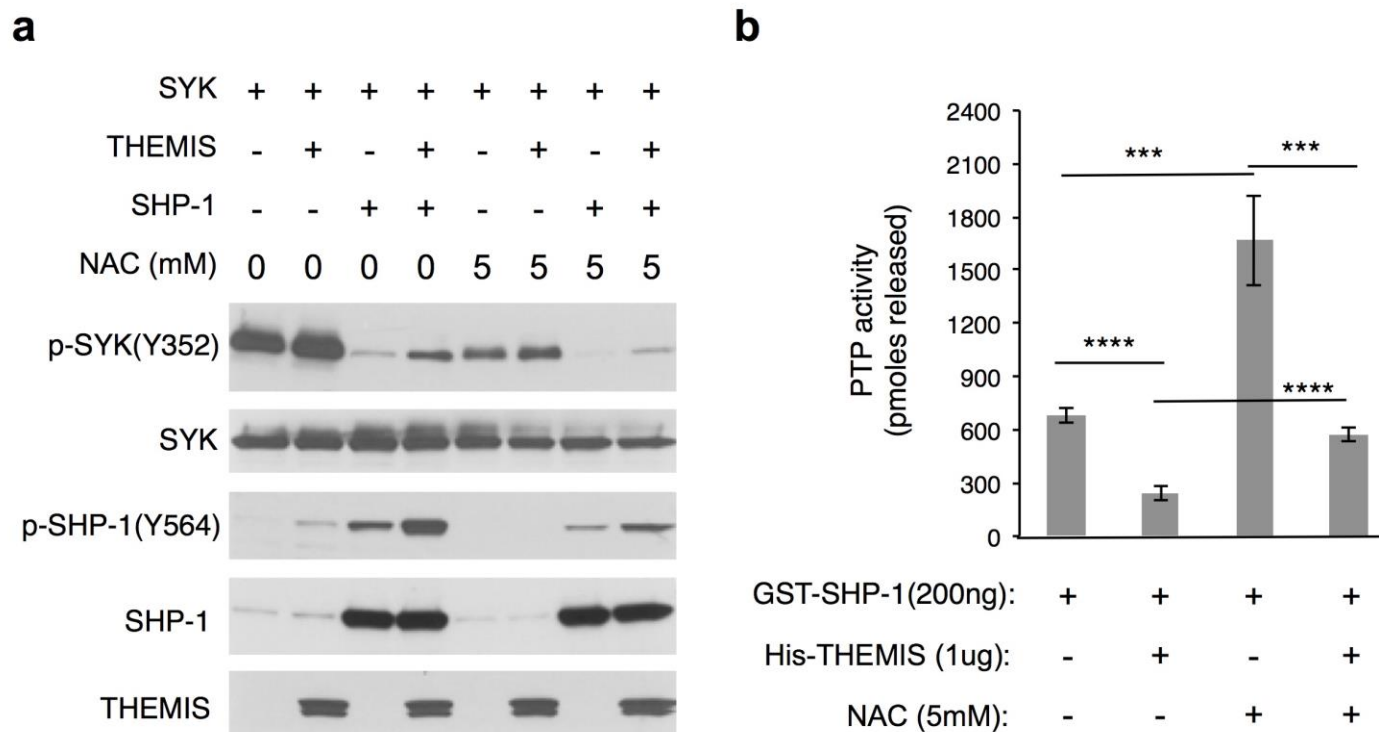 a
SYK + + + + + + + +
THEMIS - + - + - + - +
SHP-1 - - + + - - + +
NAC (mM) 0 0 0 0 5 5 5 5
p-SYK(Y352)
SYK
p-SHP-1(Y564)
SHP-1
THEMIS
b
PTP activity
(pmoles released)
2400
2100
1800
1500
1200
900
600
300
0
*** ***
****
****
GST-SHP-1(200ng): + + + +
His-THEMIS (1ug): - + - +
NAC (5mM): - - + +